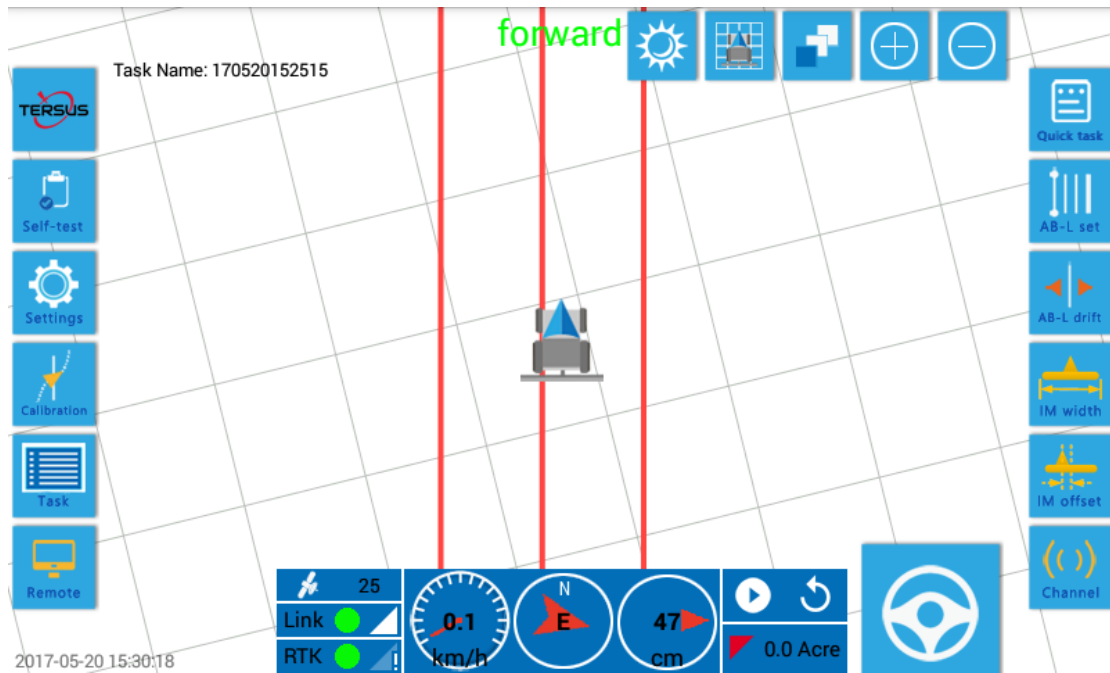 forward
Task Name: 170520152515
TERSUS
Self-test
Settings
Calibration
Task
Remote
Quick task
AB-L set
AB-L drift
IM width
IM offset
Channel
25
Link
RTK
!
0.1
km/h
N
E
47
cm
0.0 Acre
2017-05-20 15:30:18